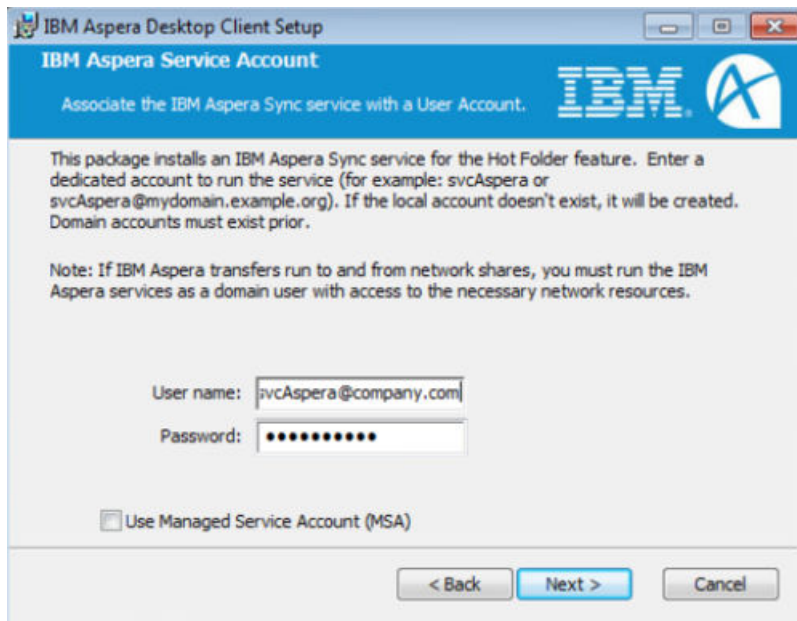 IBM Aspera Desktop Client Setup
IBM Aspera Service Account
Associate the IBM Aspera Sync service with a User Account.
IBM
This package installs an IBM Aspera Sync service for the Hot Folder feature. Enter a
dedicated account to run the service (for example: svcAspera or
svcAspera@mydomain.example.org). If the local account doesn't exist, it will be created.
Domain accounts must exist prior.
Note: If IBM Aspera transfers run to and from network shares, you must run the IBM
Aspera services as a domain user with access to the necessary network resources.
User name: svcAspera@company.com
Password: ••••••••••
Use Managed Service Account (MSA)
< Back Next > Cancel